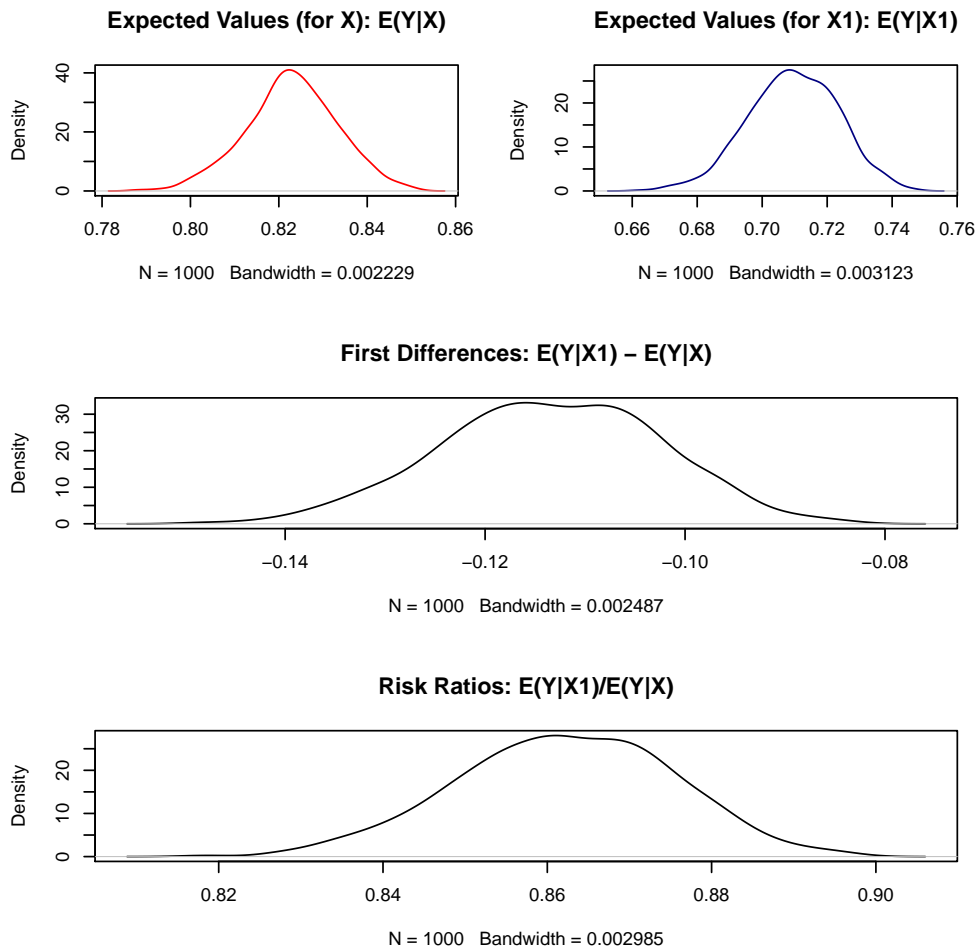 Expected Values (for X): E(Y|X)
Density
0 20 40
0.78 0.80 0.82 0.84 0.86
N = 1000 Bandwidth = 0.002229
Expected Values (for X1): E(Y|X1)
Density
0 10 20
0.66 0.68 0.70 0.72 0.74 0.76
N = 1000 Bandwidth = 0.003123
First Differences: E(Y|X1) − E(Y|X)
Density
0 10 20 30
−0.14 −0.12 −0.10 −0.08
N = 1000 Bandwidth = 0.002487
Risk Ratios: E(Y|X1)/E(Y|X)
Density
0 10 20
0.82 0.84 0.86 0.88 0.90
N = 1000 Bandwidth = 0.002985